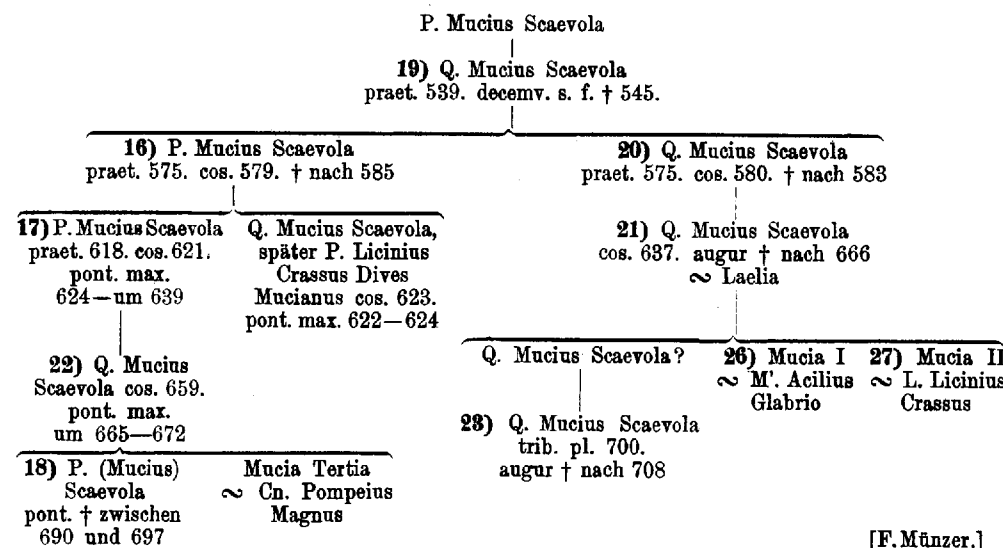 P. Mucius Scaevola
19) Q. Mucius Scaevola
praet. 539. decemv. s. f. † 545.
16) P. Mucius Scaevola
praet. 575. cos. 579. † nach 585
20) Q. Mucius Scaevola
praet. 575. cos. 580. † nach 583
17) P. Mucius Scaevola
praet. 618. cos. 621.
pont. max.
624—um 639
Q. Mucius Scaevola,
später P. Licinius
Crassus Dives
Mucianus cos. 623.
pont. max. 622—624
21) Q. Mucius Scaevola
cos. 637. augur † nach 666
∾ Laelia
22) Q. Mucius
Scaevola cos. 659.
pont. max.
um 665—672
Q. Mucius Scaevola?
26) Mucia I
∾ M'. Acilius
Glabrio
27) Mucia II
∾ L. Licinius
Crassus
23) Q. Mucius Scaevola
trib. pl. 700.
augur † nach 708
18) P. (Mucius)
Scaevola
pont. † zwischen
690 und 697
Mucia Tertia
∾ Cn. Pompeius
Magnus
[F. Münzer.]